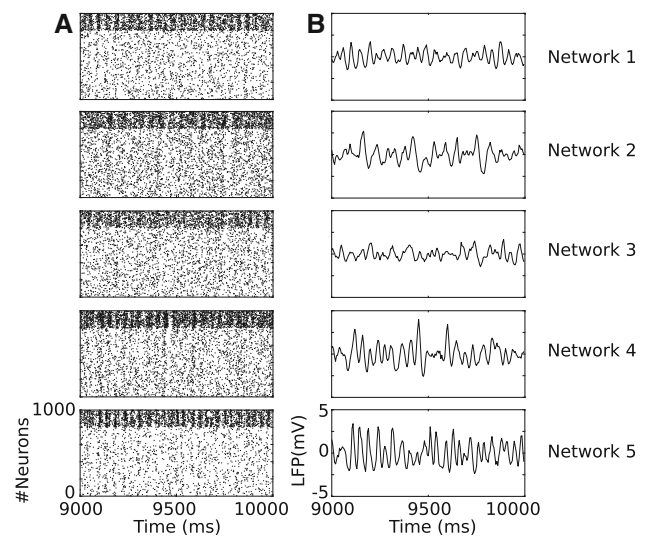 A
B
Network 1
Network 2
Network 3
Network 4
Network 5
1000
0
#Neurons
9000 9500 10000
Time (ms)
5
0
-5
LFP(mV)
9000 9500 10000
Time (ms)